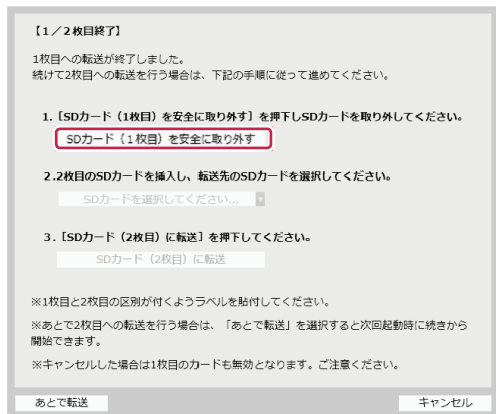 【1／2枚目終了】
1枚目への転送が終了しました。
続けて2枚目への転送を行う場合は、下記の手順に従って進めてください。
1.［SDカード（1枚目）を安全に取り外す］を押下しSDカードを取り外してください。
SDカード（1枚目）を安全に取り外す
2.2枚目のSDカードを挿入し、転送先のSDカードを選択してください。
SDカードを選択してください...
3.［SDカード（2枚目）に転送］を押下してください。
SDカード（2枚目）に転送
※1枚目と2枚目の区別が付くようラベルを貼付してください。
※あとで2枚目への転送を行う場合は、「あとで転送」を選択すると次回起動時に続きから
開始できます。
※キャンセルした場合は1枚目のカードも無効となります。ご注意ください。
あとで転送
キャンセル